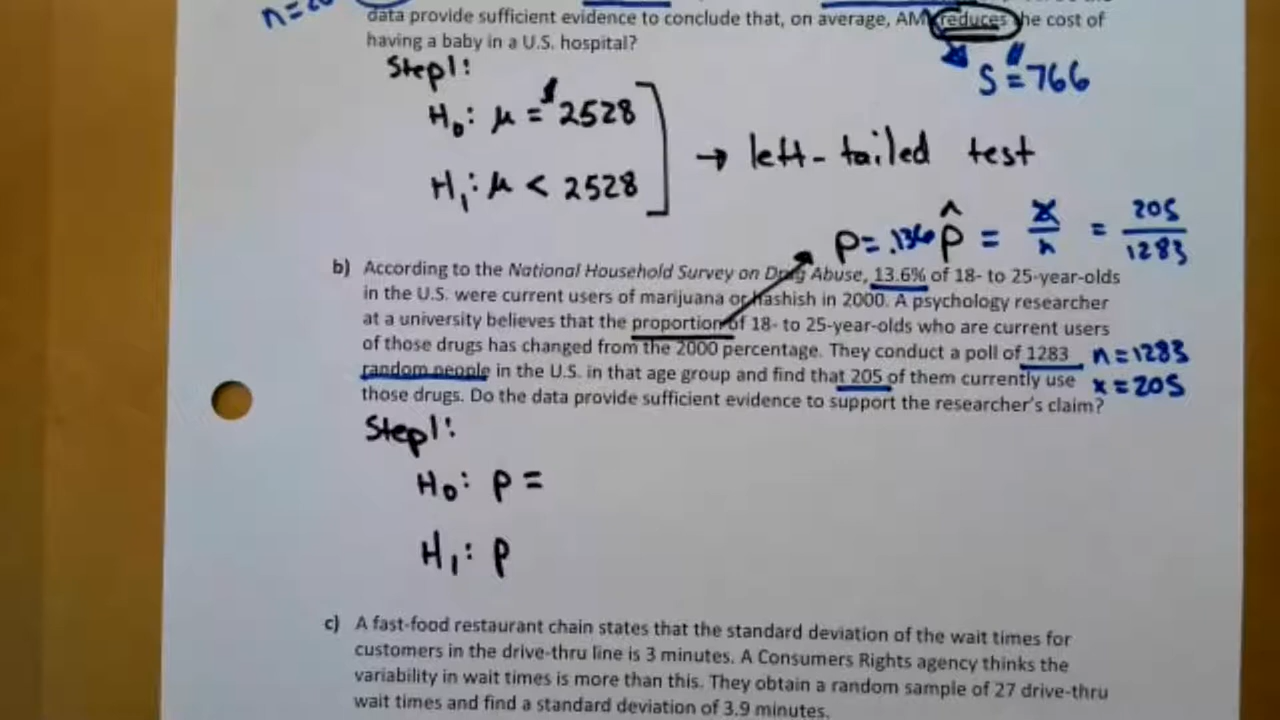 data provide sufficient evidence to conclude that, on average, AM reduces the cost of
having a baby in a U.S. hospital?
Step1:
S = 766
H₀: μ = $2528
H₁: μ < 2528
→ left-tailed test
p = .136 p̂ = x/n = 205/1283
b) According to the National Household Survey on Drug Abuse, 13.6% of 18- to 25-year-olds
in the U.S. were current users of marijuana or hashish in 2000. A psychology researcher
at a university believes that the proportion of 18- to 25-year-olds who are current users
of those drugs has changed from the 2000 percentage. They conduct a poll of 1283 n = 1283
random people in the U.S. in that age group and find that 205 of them currently use x = 205
those drugs. Do the data provide sufficient evidence to support the researcher's claim?
Step1:
H₀: p =
H₁: p
c) A fast-food restaurant chain states that the standard deviation of the wait times for
customers in the drive-thru line is 3 minutes. A Consumers Rights agency thinks the
variability in wait times is more than this. They obtain a random sample of 27 drive-thru
wait times and find a standard deviation of 3.9 minutes.